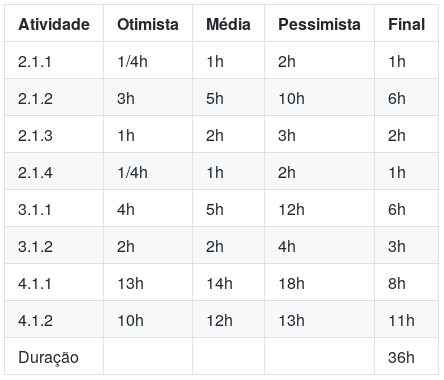 Atividade Otimista Média Pessimista Final
2.1.1 1/4h 1h 2h 1h
2.1.2 3h 5h 10h 6h
2.1.3 1h 2h 3h 2h
2.1.4 1/4h 1h 2h 1h
3.1.1 4h 5h 12h 6h
3.1.2 2h 2h 4h 3h
4.1.1 13h 14h 18h 8h
4.1.2 10h 12h 13h 11h
Duração 36h